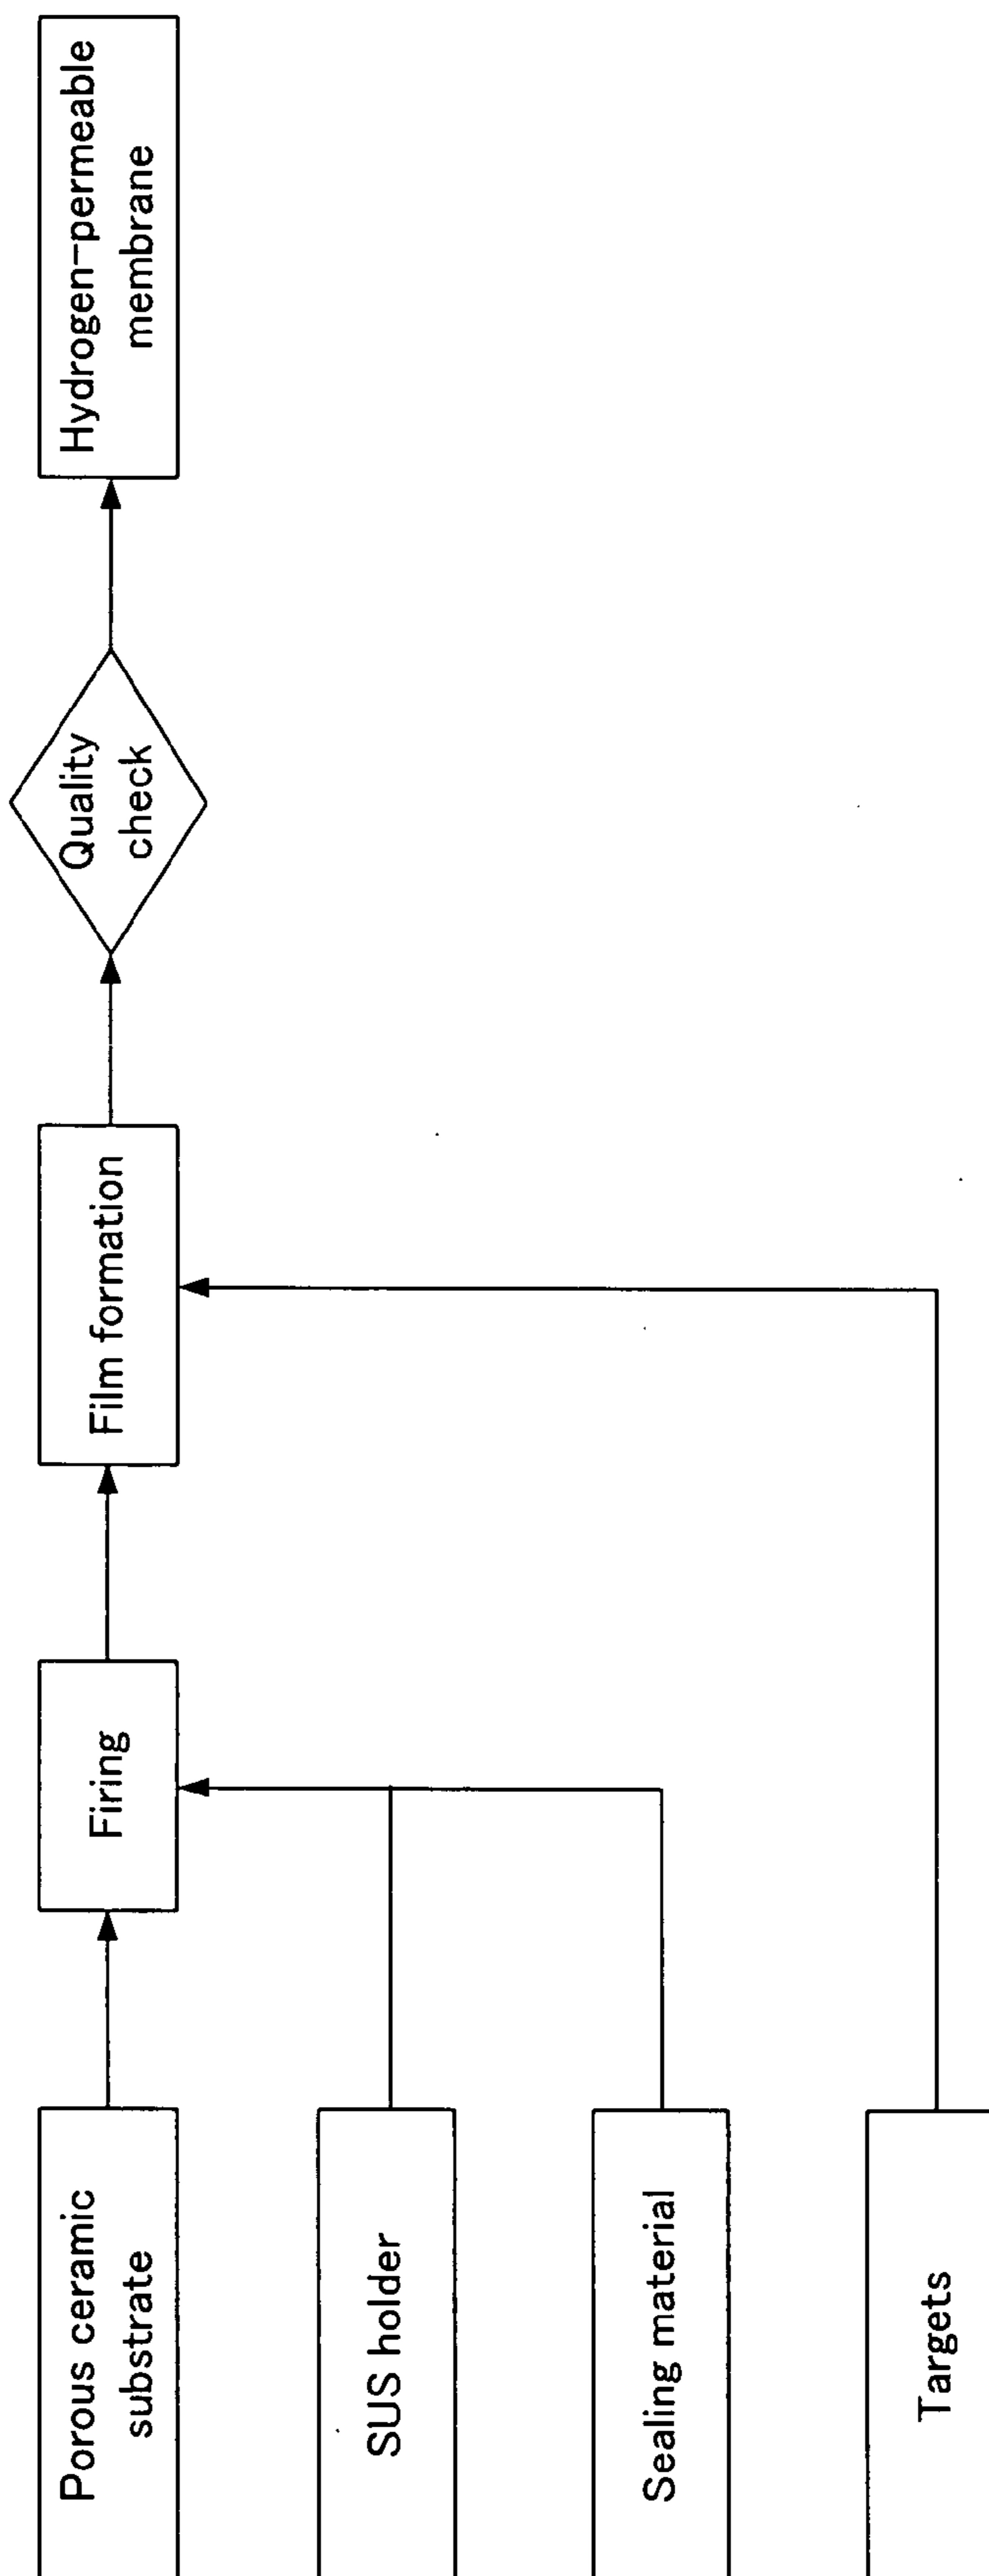 Porous ceramic
substrate
Firing
Film formation
Quality
check
Hydrogen-permeable
membrane
SUS holder
Sealing material
Targets